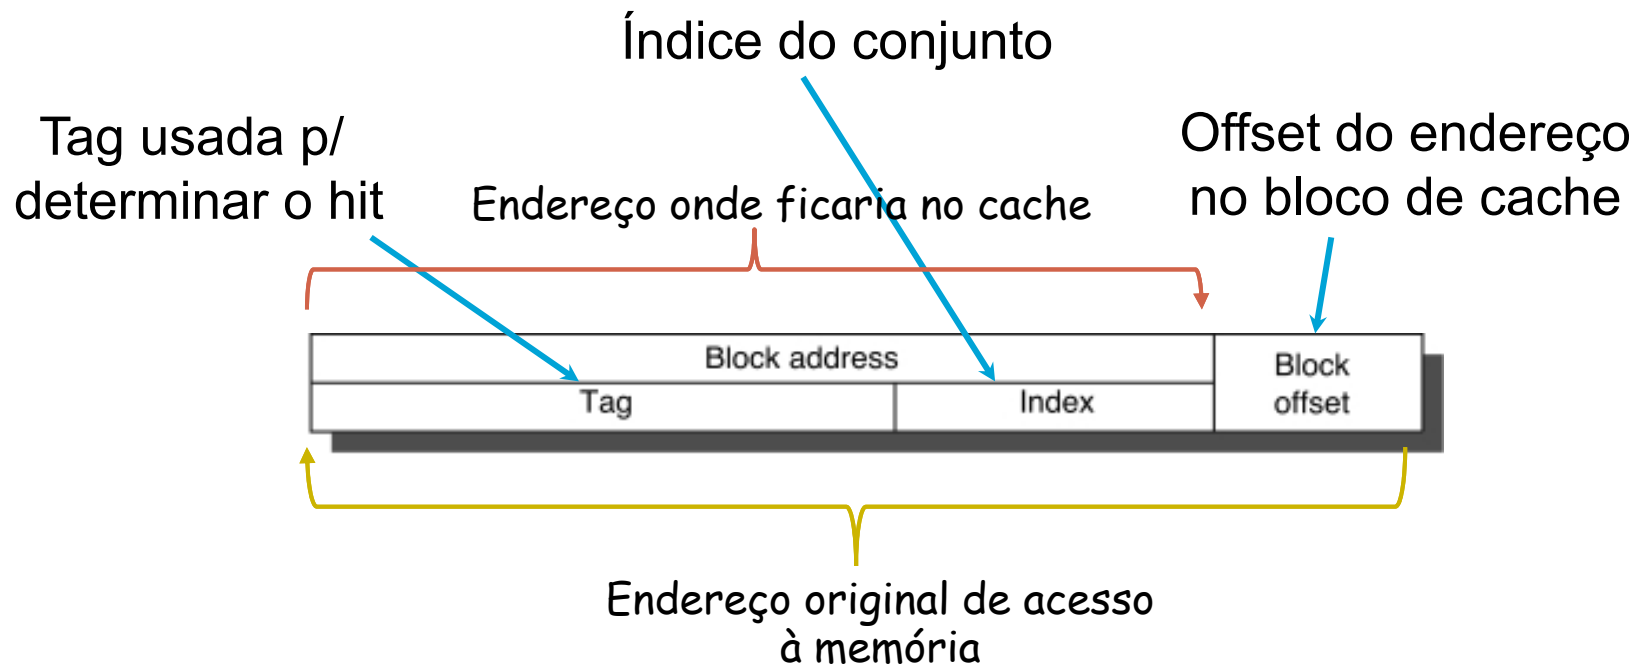 Índice do conjunto
Tag usada p/
determinar o hit
Endereço onde ficaria no cache
Offset do endereço
no bloco de cache
Block address
Tag
Index
Block
offset
Endereço original de acesso
à memória